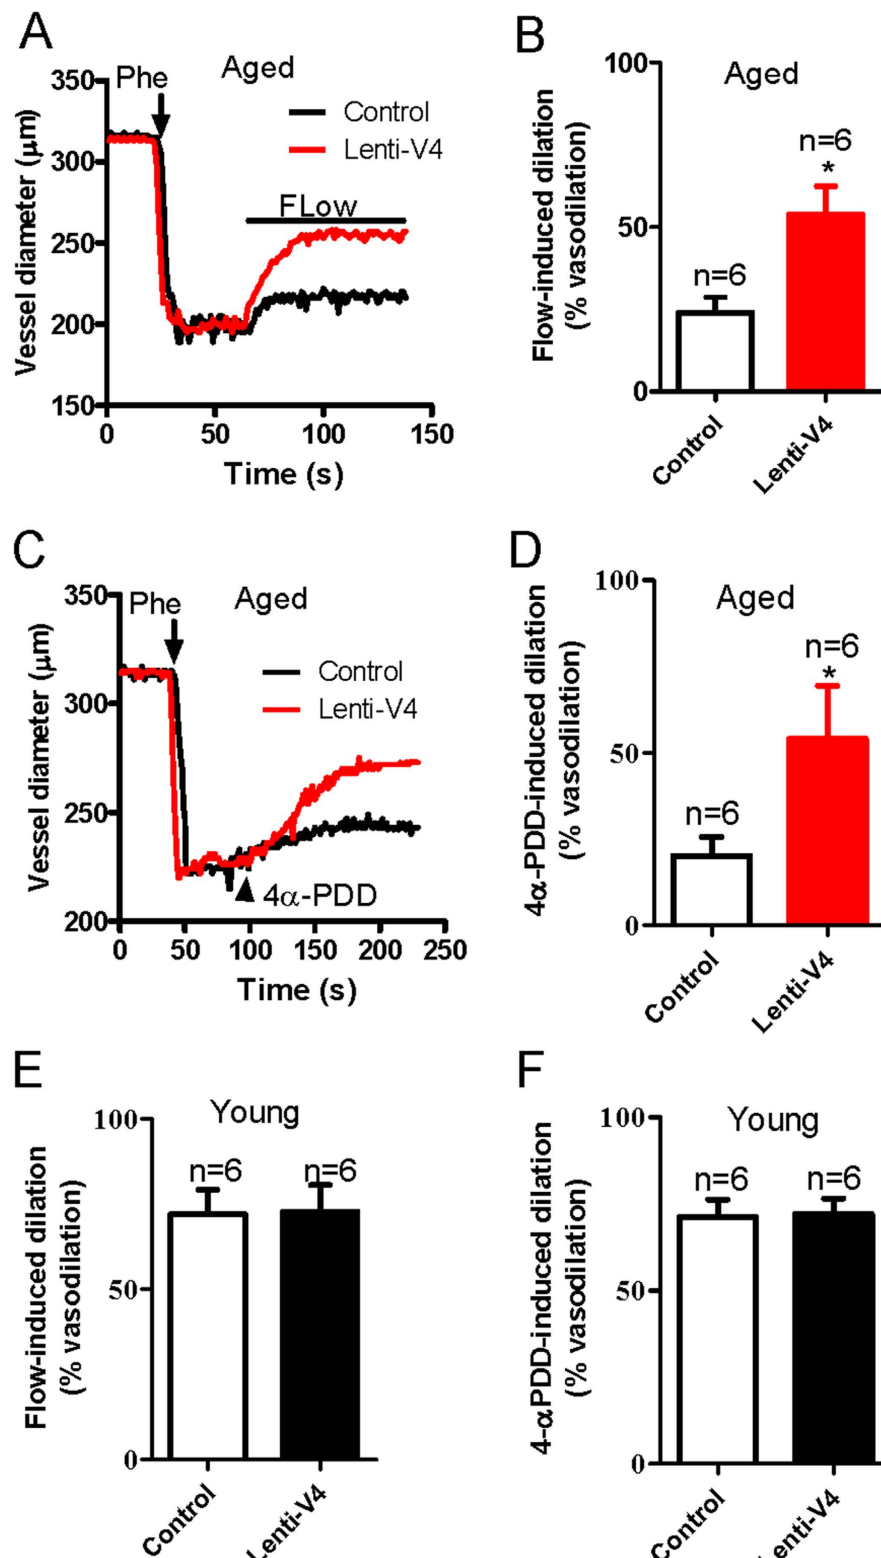 A
Vessel diameter (μm)
350
300
250
200
150
Phe
Aged
Control
Lenti-V4
FLow
0
50
100
150
Time (s)
B
Flow-induced dilation
(% vasodilation)
100
50
0
Aged
n=6
n=6
*
Control
Lenti-V4
C
Vessel diameter (μm)
350
300
250
200
Phe
Aged
Control
Lenti-V4
4α-PDD
0
50
100
150
200
250
Time (s)
D
4α-PDD-induced dilation
(% vasodilation)
100
50
0
Aged
n=6
n=6
*
Control
Lenti-V4
E
Flow-induced dilation
(% vasodilation)
100
50
0
Young
n=6
n=6
Control
Lenti-V4
F
4-αPDD-induced dilation
(% vasodilation)
100
50
0
Young
n=6
n=6
Control
Lenti-V4